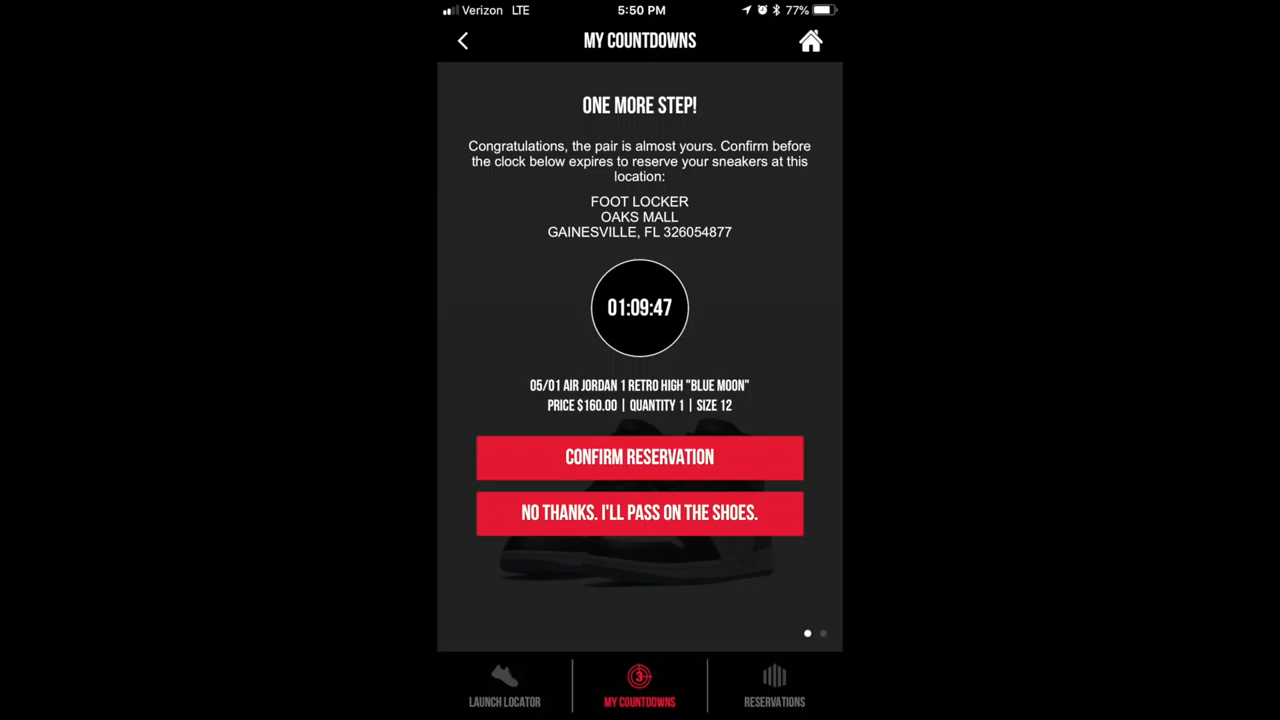 Verizon LTE 5:50 PM 77%
MY COUNTDOWNS
ONE MORE STEP!
Congratulations, the pair is almost yours. Confirm before
the clock below expires to reserve your sneakers at this
location:
FOOT LOCKER
OAKS MALL
GAINESVILLE, FL 326054877
01:09:47
05/01 AIR JORDAN 1 RETRO HIGH "BLUE MOON"
PRICE $160.00 | QUANTITY 1 | SIZE 12
CONFIRM RESERVATION
NO THANKS. I'LL PASS ON THE SHOES.
3
LAUNCH LOCATOR MY COUNTDOWNS RESERVATIONS